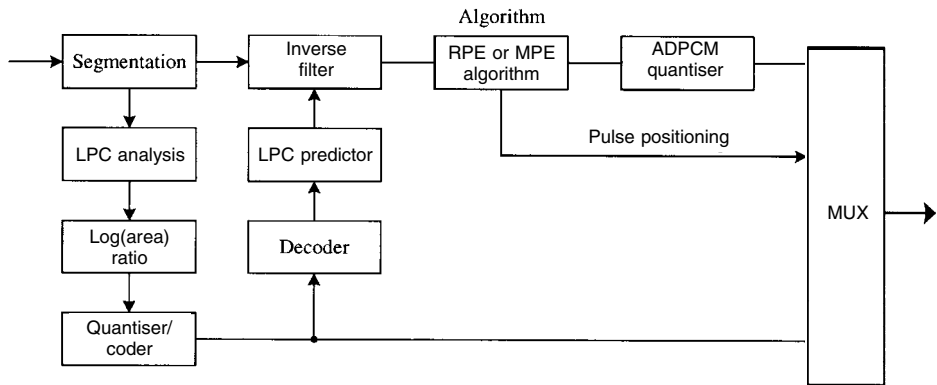 Algorithm
Segmentation
Inverse
filter
RPE or MPE
algorithm
ADPCM
quantiser
Pulse positioning
LPC analysis
LPC predictor
MUX
Log(area)
ratio
Decoder
Quantiser/
coder